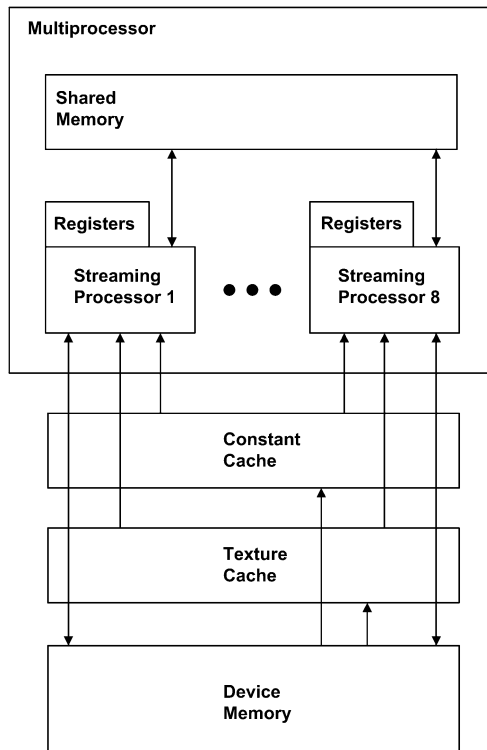 Multiprocessor
Shared
Memory
Registers
Registers
Streaming
Processor 1
Streaming
Processor 8
Constant
Cache
Texture
Cache
Device
Memory